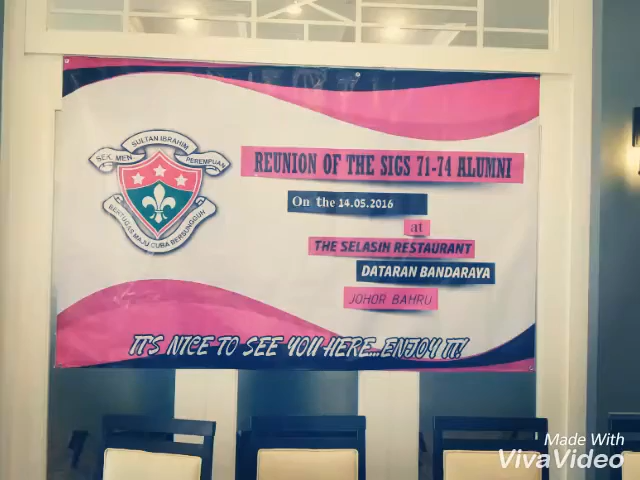 SULTAN IBRAHIM
SEK. MEN
PEREMPUAN
BERTUGAS MAJU CUBA BERSUNGGUH
REUNION OF THE SIGS 71-74 ALUMNI
On the 14.05.2016
at
THE SELASIH RESTAURANT
DATARAN BANDARAYA
JOHOR BAHRU
IT'S NICE TO SEE YOU HERE...ENJOY IT!
Made With
VivaVideo